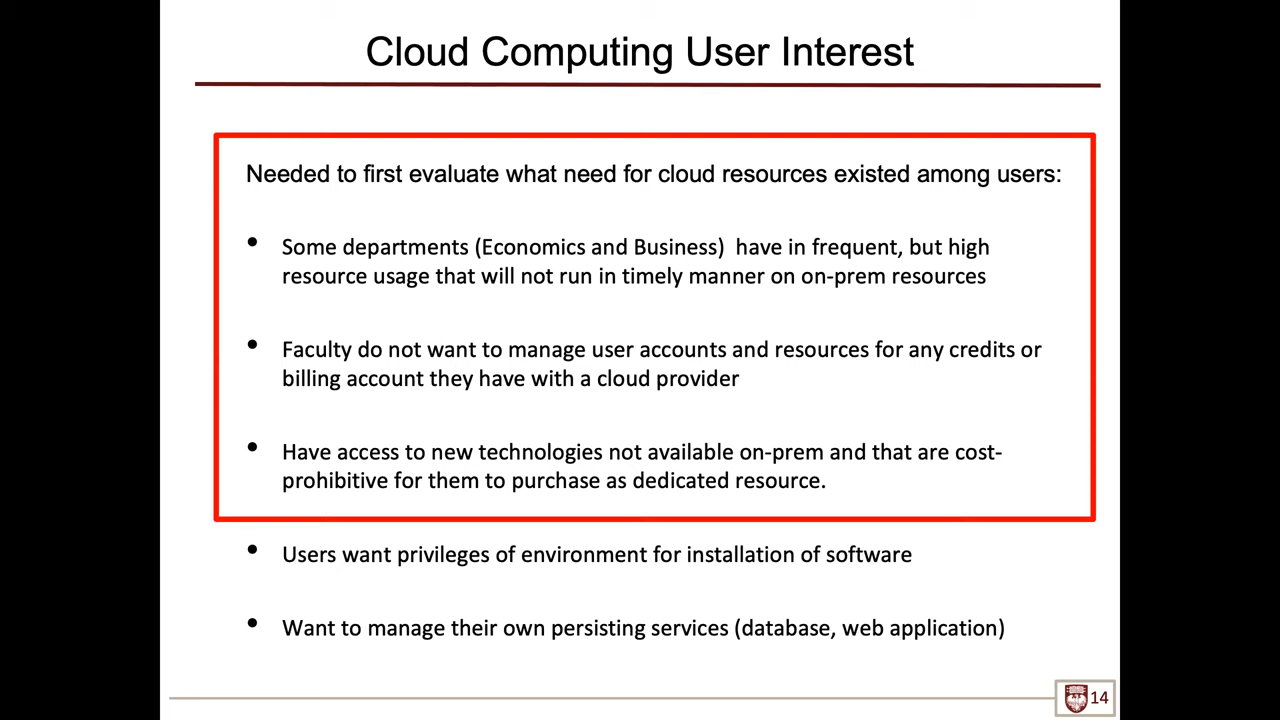 Cloud Computing User Interest
Needed to first evaluate what need for cloud resources existed among users:
• Some departments (Economics and Business)  have in frequent, but high
resource usage that will not run in timely manner on on-prem resources
• Faculty do not want to manage user accounts and resources for any credits or
billing account they have with a cloud provider
• Have access to new technologies not available on-prem and that are cost-
prohibitive for them to purchase as dedicated resource.
• Users want privileges of environment for installation of software
• Want to manage their own persisting services (database, web application)
14